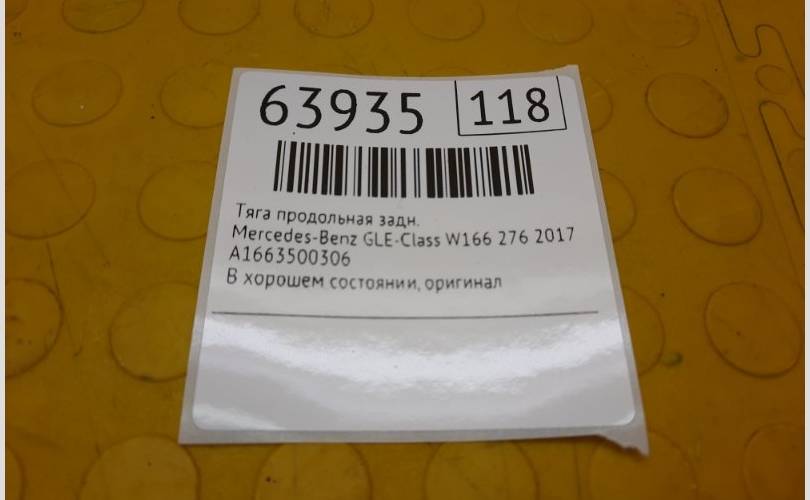 63935 118
Тяга продольная задн.
Mercedes-Benz GLE-Class W166 276 2017
A1663500306
В хорошем состоянии, оригинал